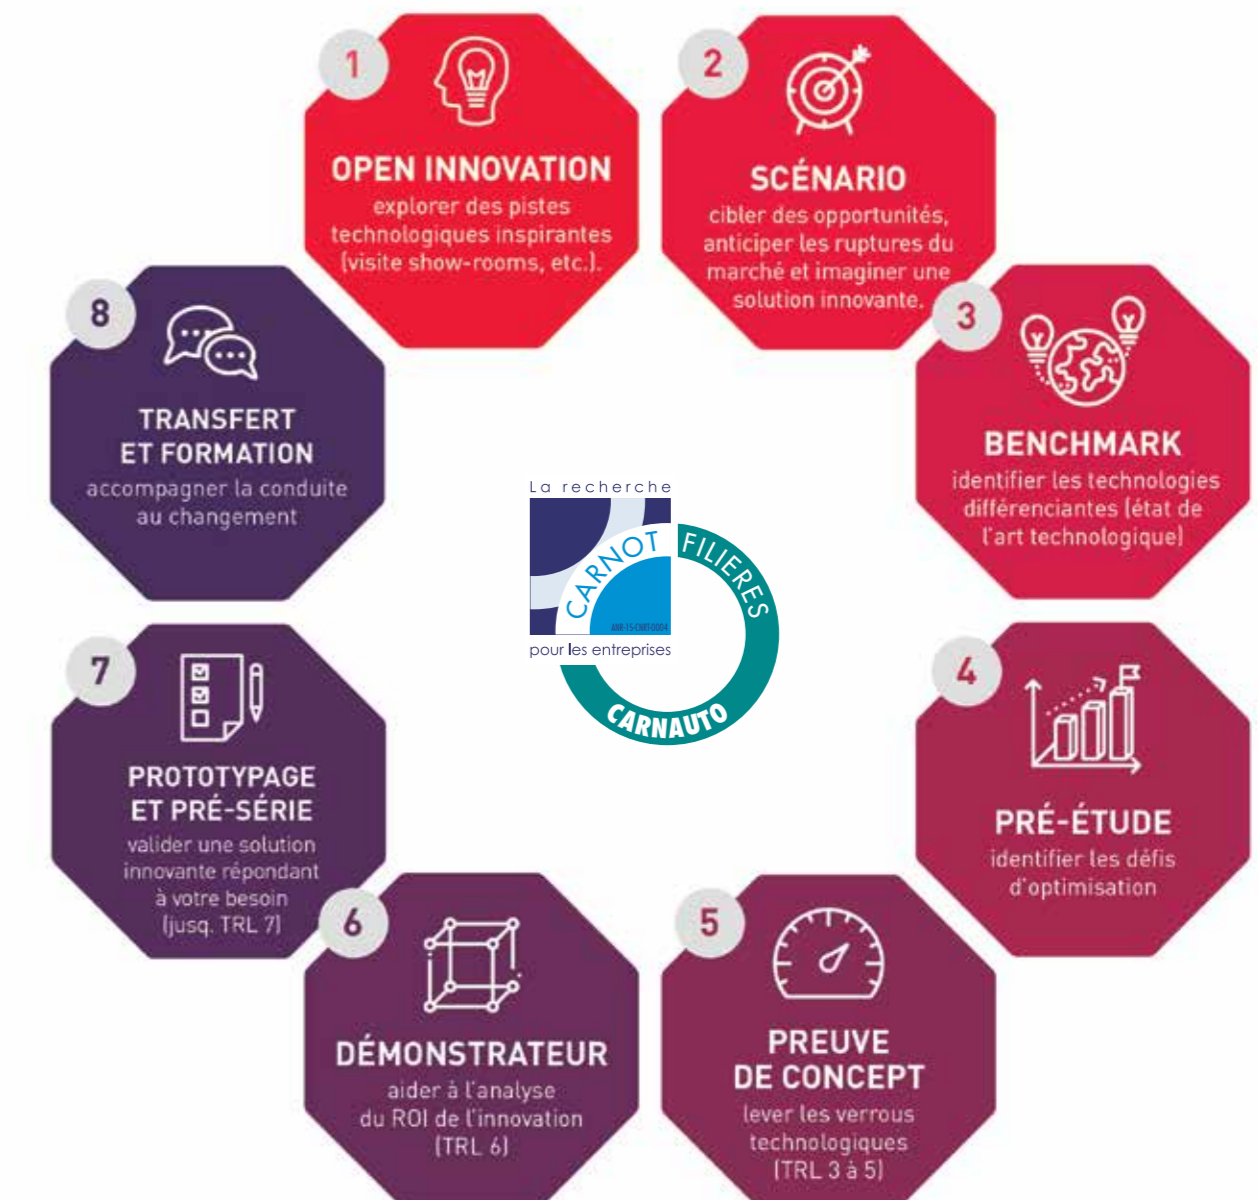 1
OPEN INNOVATION
explorer des pistes
technologiques inspirantes
(visite show-rooms, etc.).
2
SCÉNARIO
cibler des opportunités,
anticiper les ruptures du
marché et imaginer une
solution innovante.
3
BENCHMARK
identifier les technologies
différenciantes (état de
l'art technologique)
4
PRÉ-ÉTUDE
identifier les défis
d'optimisation
5
PREUVE
DE CONCEPT
lever les verrous
technologiques
(TRL 3 à 5)
6
DÉMONSTRATEUR
aider à l'analyse
du ROI de l'innovation
(TRL 6)
7
PROTOTYPAGE
ET PRÉ-SÉRIE
valider une solution
innovante répondant
à votre besoin
(jusq. TRL 7)
8
TRANSFERT
ET FORMATION
accompagner la conduite
au changement
La recherche
CARNOT
FILIERES
ANR-15-CNRT-0004
pour les entreprises
CARNAUTO